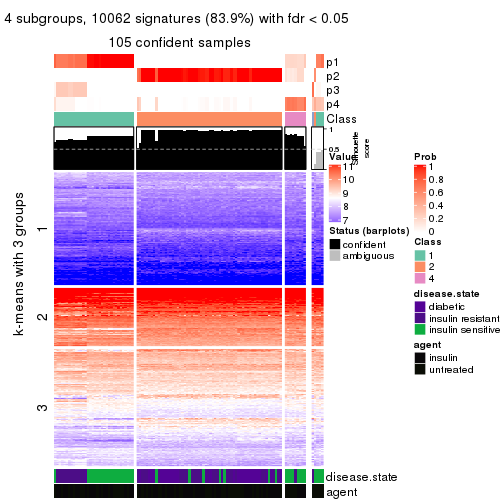 4 subgroups, 10062 signatures (83.9%) with fdr < 0.05
105 confident samples
p1
p2
p3
p4
Class
1
0.5
0
Silhouette
score
k-means with 3 groups
1
2
3
disease.state
agent
Value
11
10
9
8
7
Status (barplots)
confident
ambiguous
Prob
1
0.8
0.6
0.4
0.2
0
Class
1
2
4
disease.state
diabetic
insulin resistant
insulin sensitive
agent
insulin
untreated